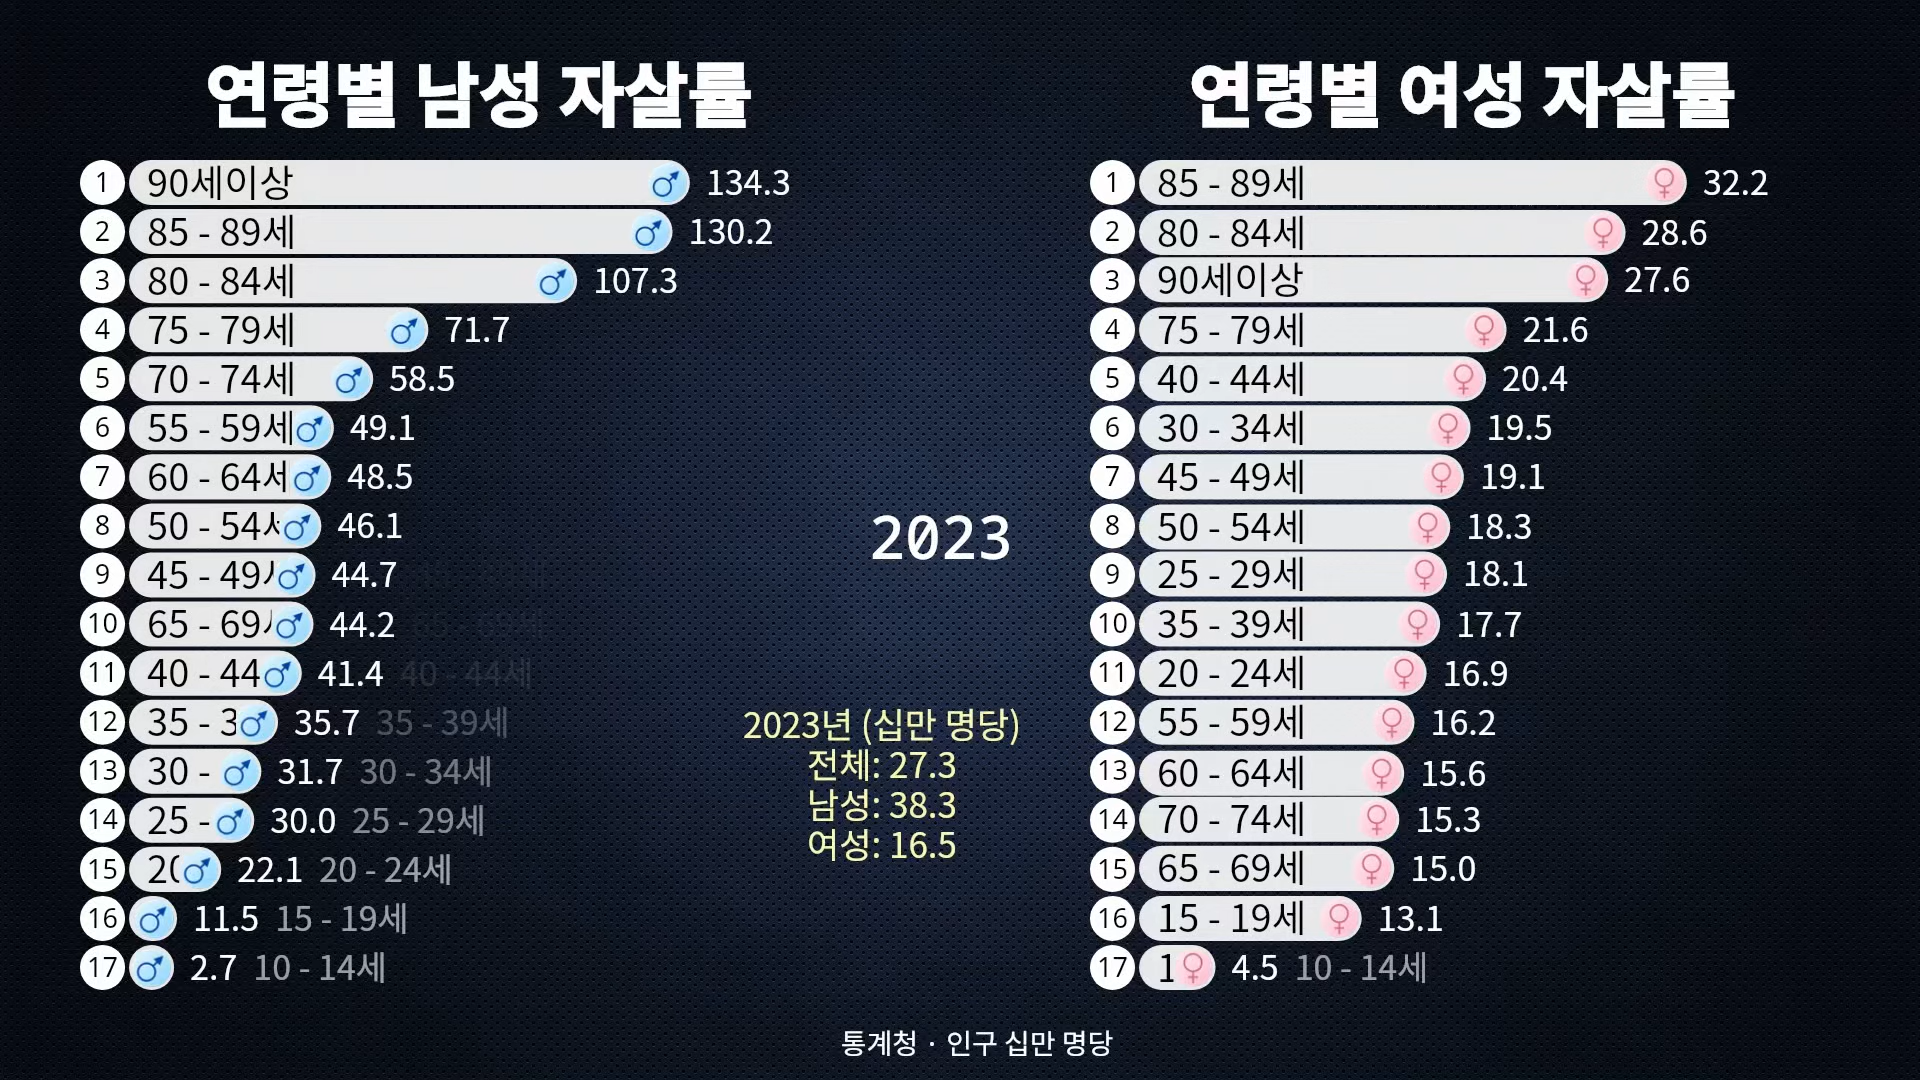 연령별 남성 자살률
1 90세이상 134.3
2 85 - 89세 130.2
3 80 - 84세 107.3
4 75 - 79세 71.7
5 70 - 74세 58.5
6 55 - 59세 49.1
7 60 - 64세 48.5
8 50 - 54세 46.1
9 45 - 49 44.7
10 65 - 69 44.2 65 - 69세
11 40 - 44 41.4 40 - 44세
12 35 - 3 35.7 35 - 39세
13 30 - 31.7 30 - 34세
14 25 - 30.0 25 - 29세
15 20 22.1 20 - 24세
16 11.5 15 - 19세
17 2.7 10 - 14세
2023
2023년 (십만 명당)
전체: 27.3
남성: 38.3
여성: 16.5
연령별 여성 자살률
1 85 - 89세 32.2
2 80 - 84세 28.6
3 90세이상 27.6
4 75 - 79세 21.6
5 40 - 44세 20.4
6 30 - 34세 19.5
7 45 - 49세 19.1
8 50 - 54세 18.3
9 25 - 29세 18.1
10 35 - 39세 17.7
11 20 - 24세 16.9
12 55 - 59세 16.2
13 60 - 64세 15.6
14 70 - 74세 15.3
15 65 - 69세 15.0
16 15 - 19세 13.1
17 1 4.5 10 - 14세
통계청 · 인구 십만 명당